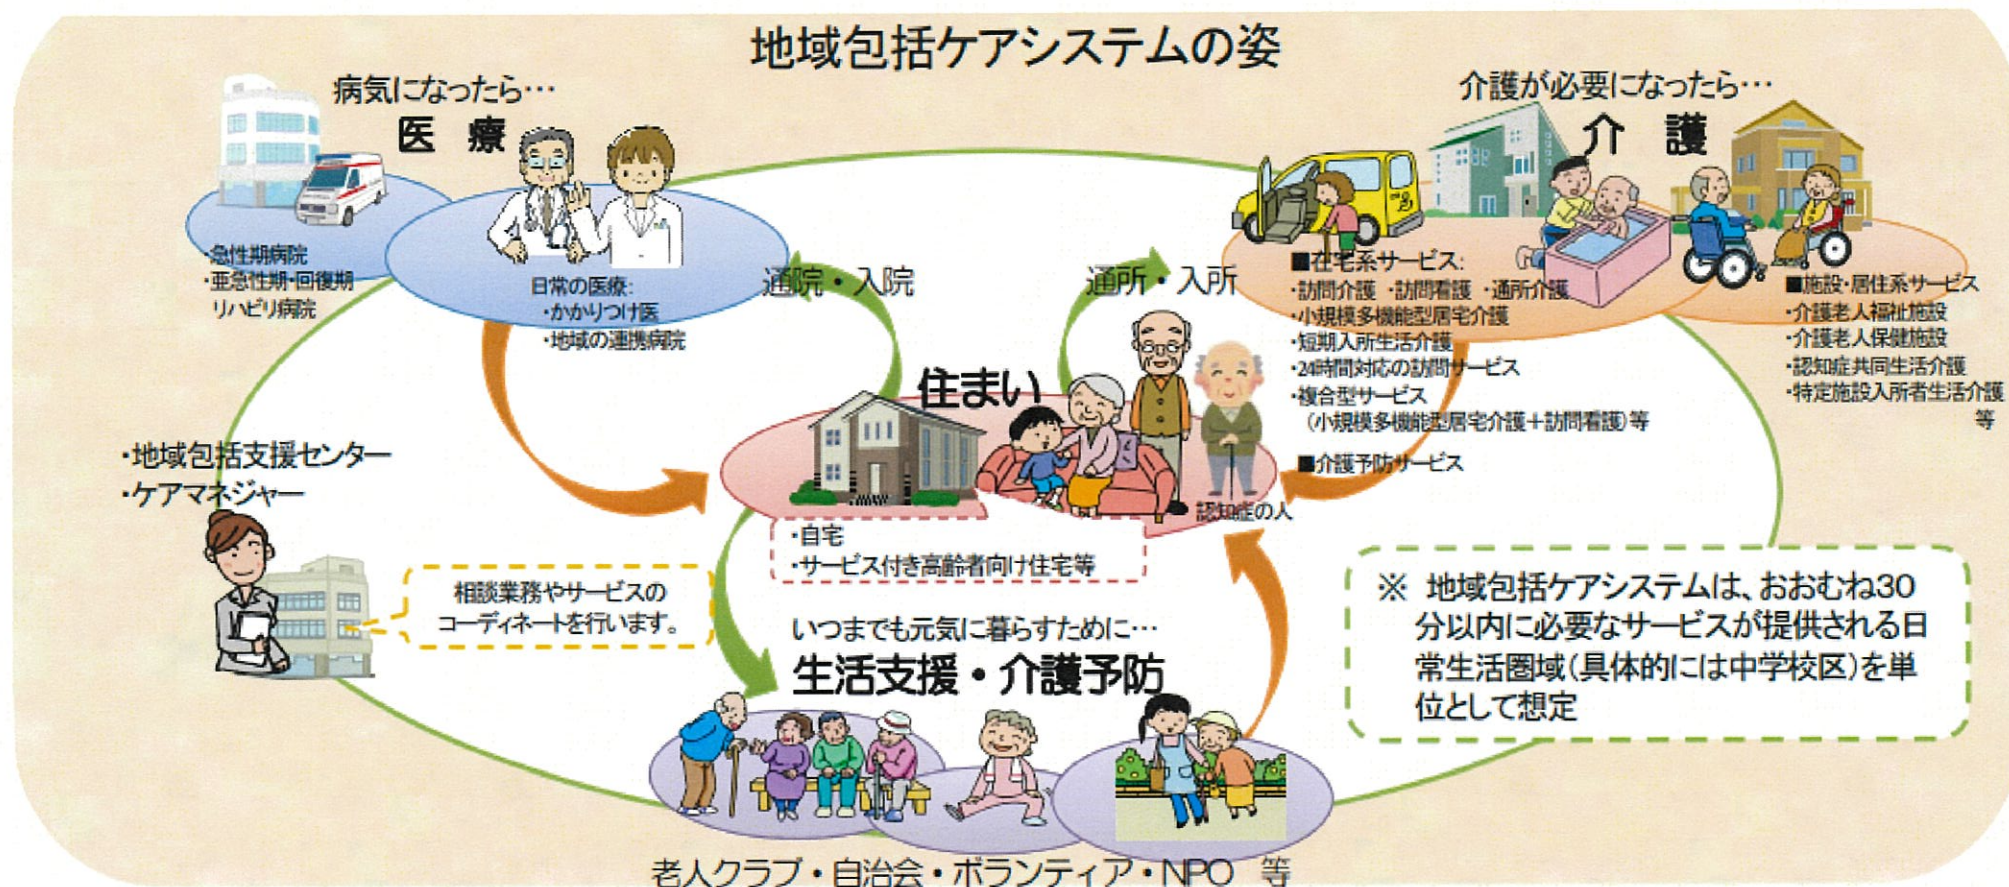 地域包括ケアシステムの姿
病気になったら…
医 療
・急性期病院
・亜急性期・回復期
リハビリ病院
日常の医療:
・かかりつけ医
・地域の連携病院
通院・入院
通所・入所
介護が必要になったら…
介 護
■在宅系サービス:
・訪問介護 ・訪問看護 ・通所介護
・小規模多機能型居宅介護
・短期入所生活介護
・24時間対応の訪問サービス
・複合型サービス
(小規模多機能型居宅介護+訪問看護)等
■介護予防サービス
■施設・居住系サービス
・介護老人福祉施設
・介護老人保健施設
・認知症共同生活介護
・特定施設入所者生活介護
等
住まい
認知症の人
・自宅
・サービス付き高齢者向け住宅等
・地域包括支援センター
・ケアマネジャー
相談業務やサービスの
コーディネートを行います。
いつまでも元気に暮らすために…
生活支援・介護予防
老人クラブ・自治会・ボランティア・NPO 等
※ 地域包括ケアシステムは、おおむね30
分以内に必要なサービスが提供される日
常生活圏域(具体的には中学校区)を単
位として想定